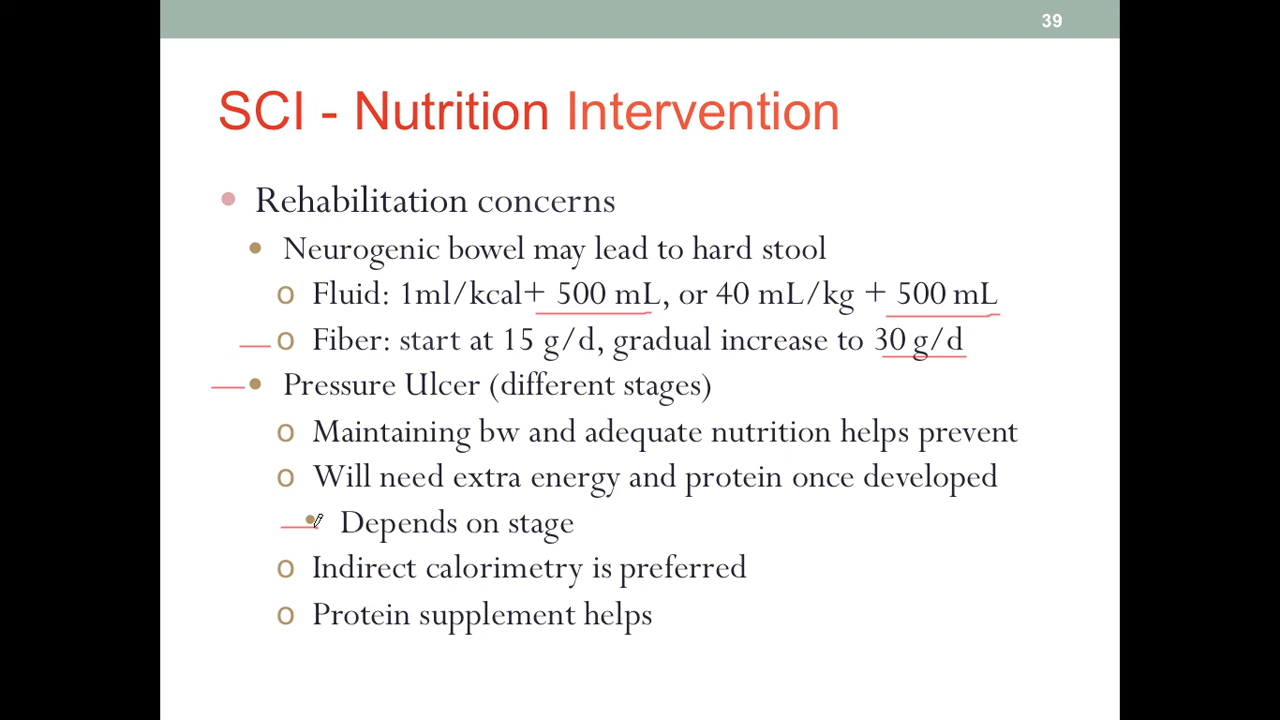 39
SCI - Nutrition Intervention
Rehabilitation concerns
Neurogenic bowel may lead to hard stool
Fluid: 1ml/kcal+ 500 mL, or 40 mL/kg + 500 mL
Fiber: start at 15 g/d, gradual increase to 30 g/d
Pressure Ulcer (different stages)
Maintaining bw and adequate nutrition helps prevent
Will need extra energy and protein once developed
Depends on stage
Indirect calorimetry is preferred
Protein supplement helps